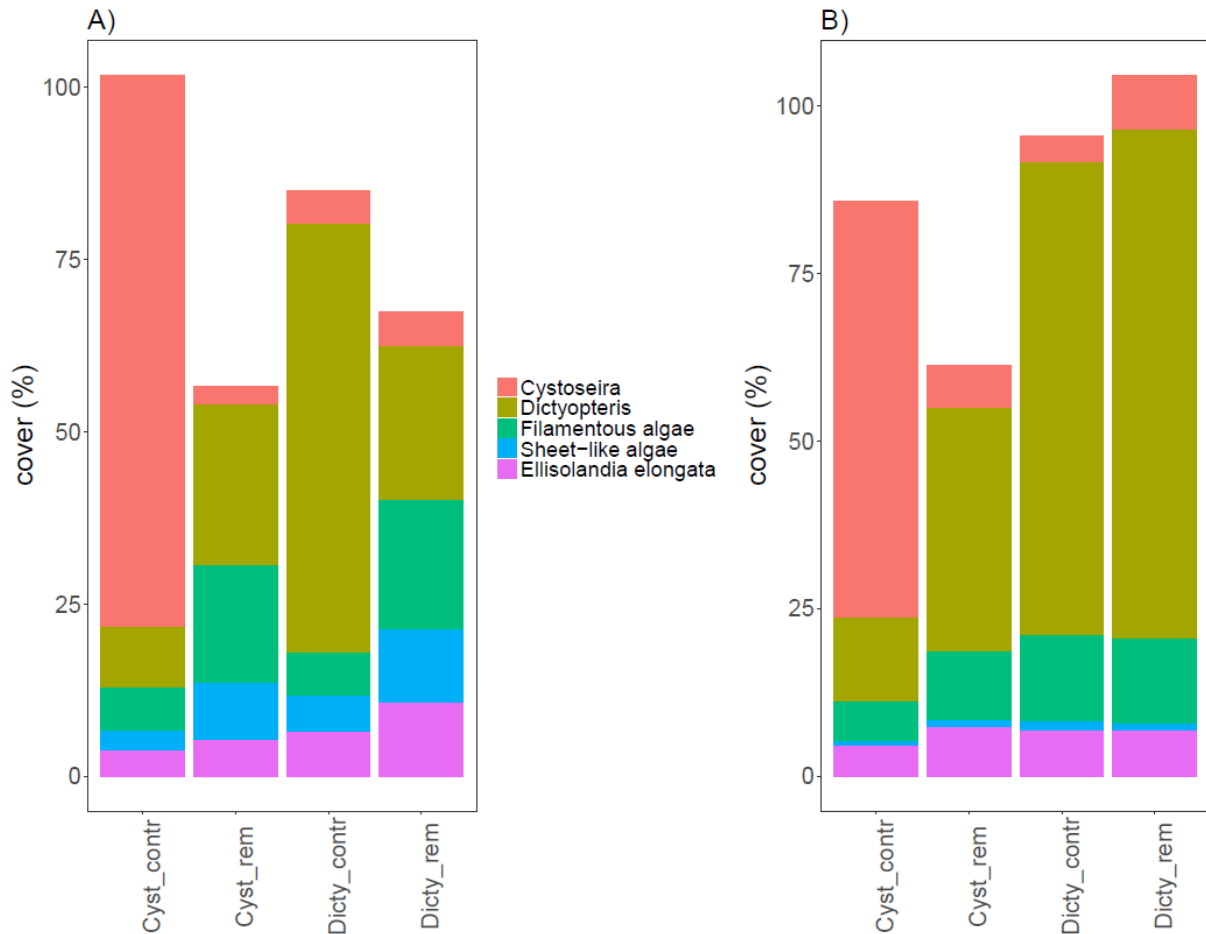 A)
cover (%)
100
75
50
25
0
Cyst_contr
Cyst_rem
Dicty_contr
Dicty_rem
Cystoseira
Dictyopteris
Filamentous algae
Sheet−like algae
Ellisolandia elongata
B)
cover (%)
100
75
50
25
0
Cyst_contr
Cyst_rem
Dicty_contr
Dicty_rem